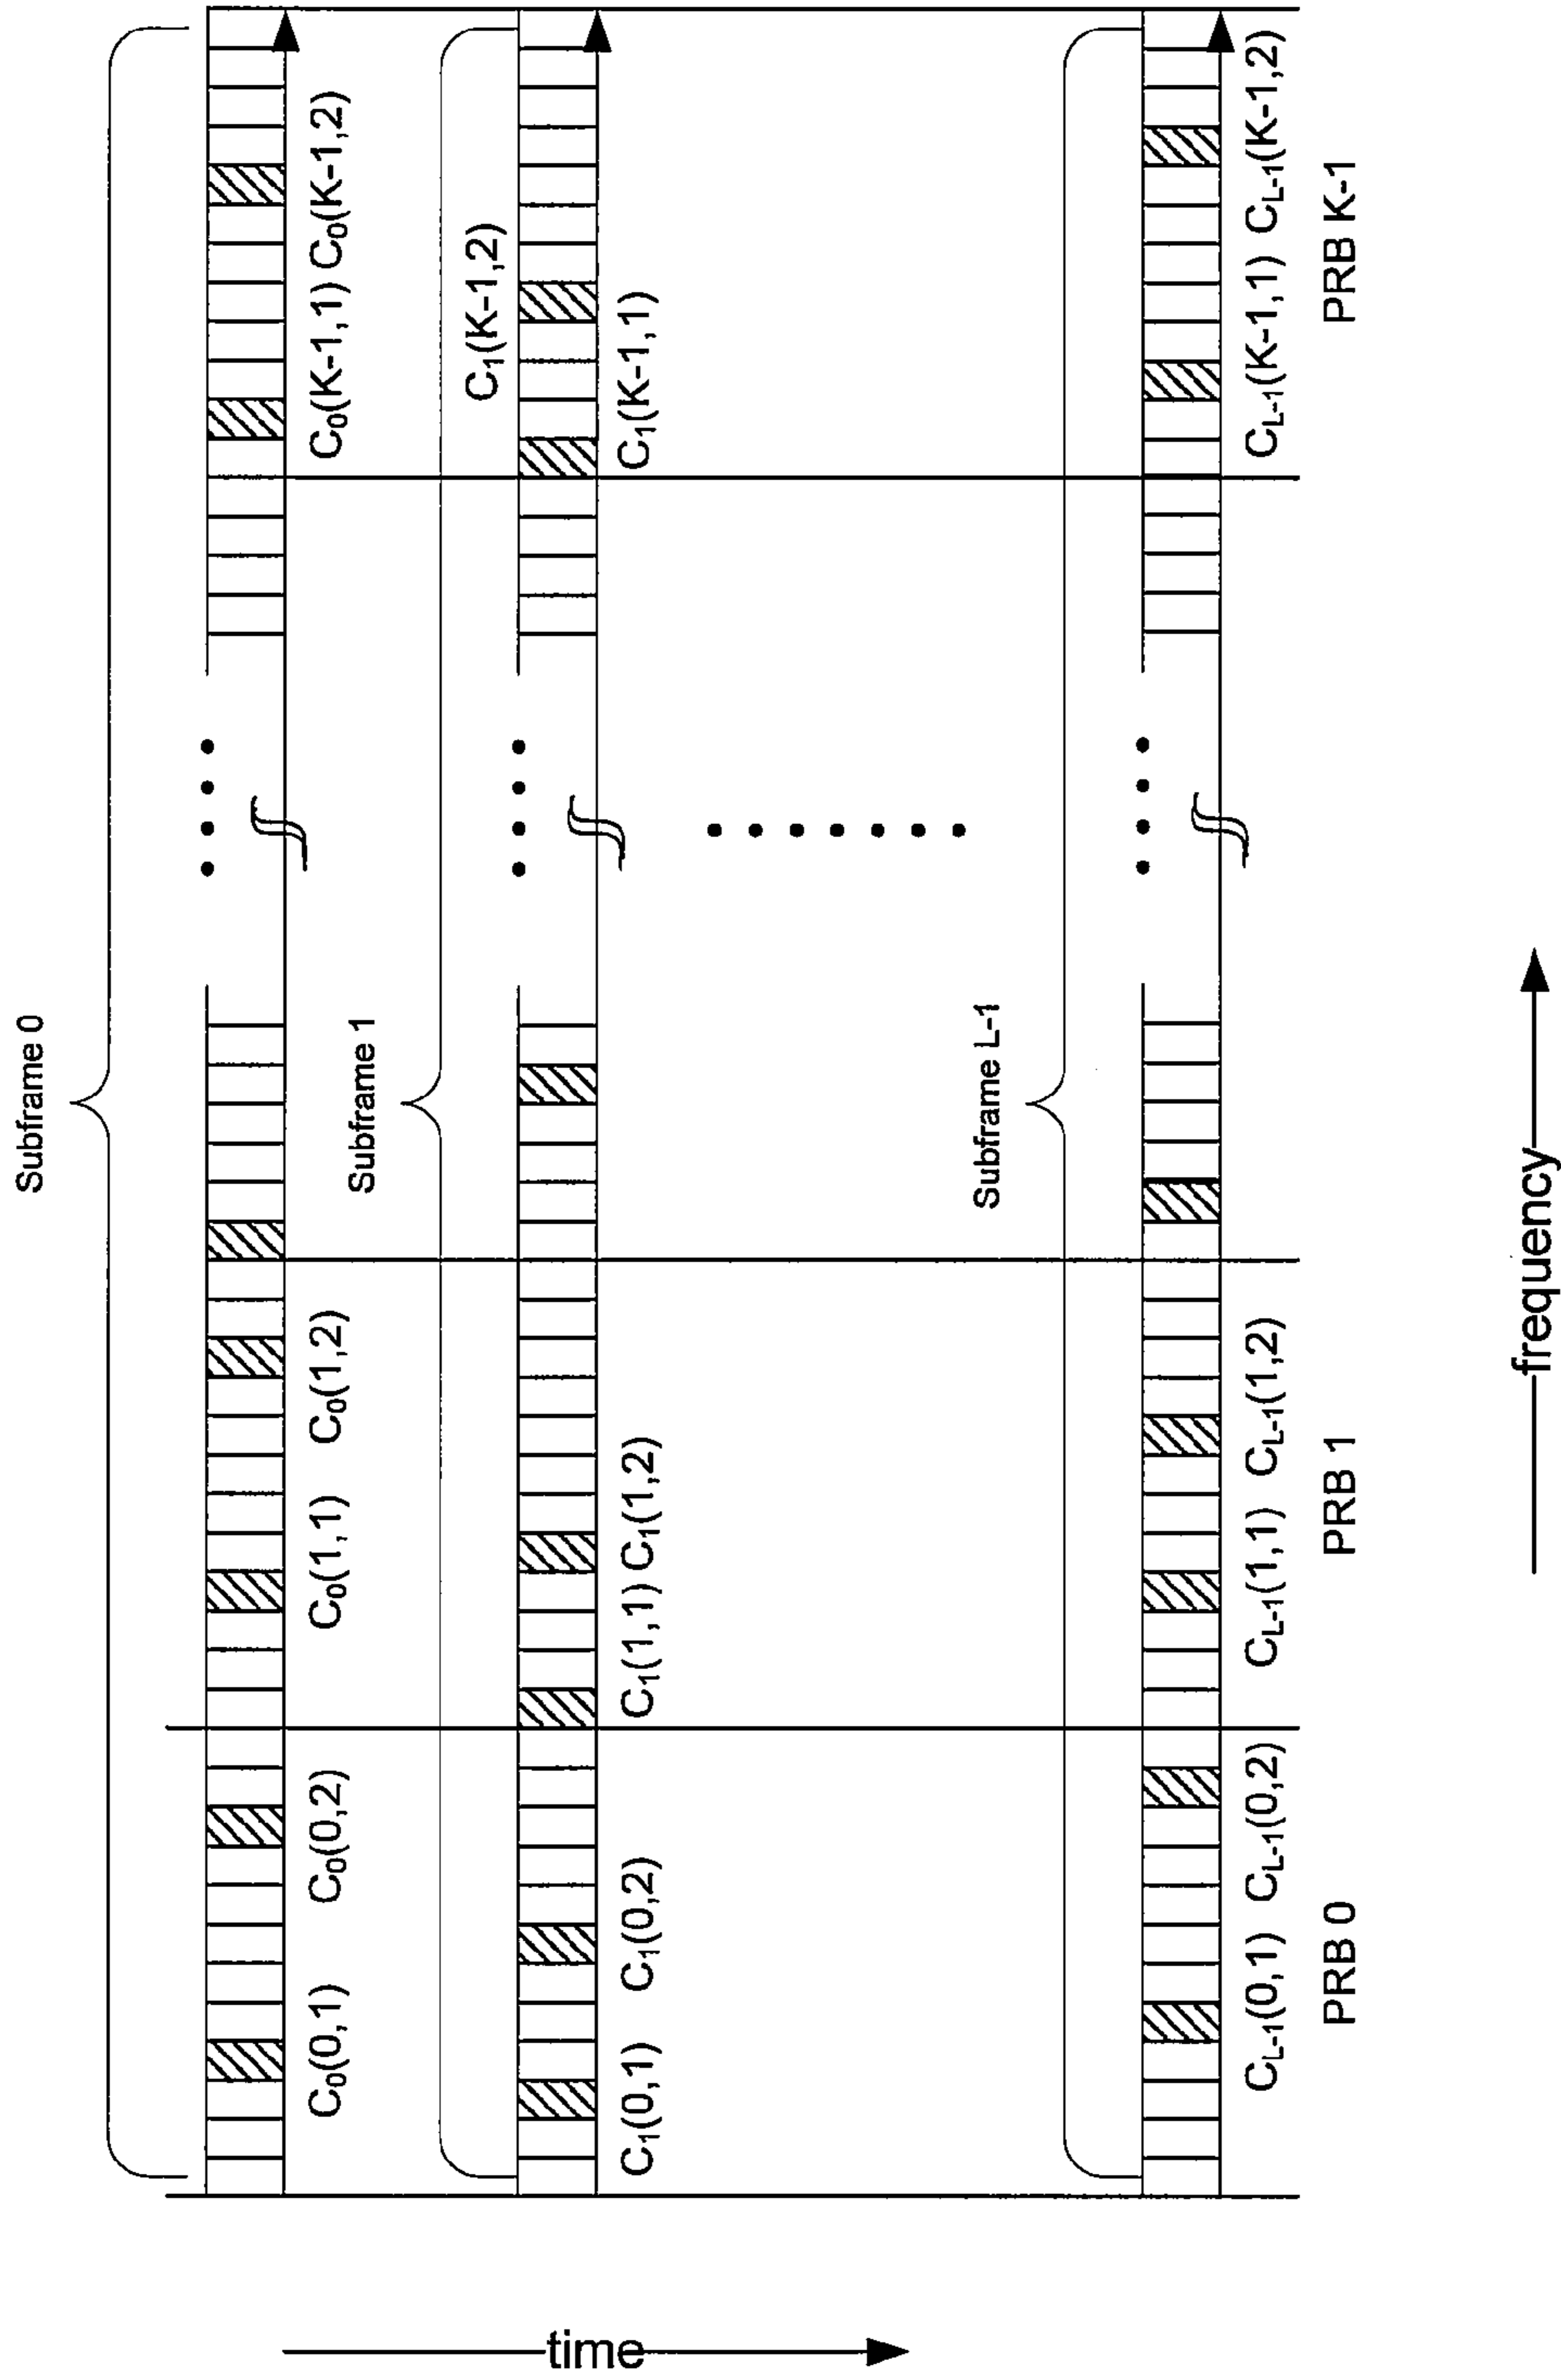 Subframe 0
C0(0,1) C0(0,2) C0(1,1) C0(1,2) C0(K-1,1) C0(K-1,2)
Subframe 1
C1(K-1,2)
C1(0,1) C1(0,2) C1(1,1) C1(1,2) C1(K-1,1)
Subframe L-1
CL-1(0,1) CL-1(0,2) CL-1(1,1) CL-1(1,2) CL-1(K-1,1) CL-1(K-1,2)
PRB 0 PRB 1 PRB K-1
time
frequency